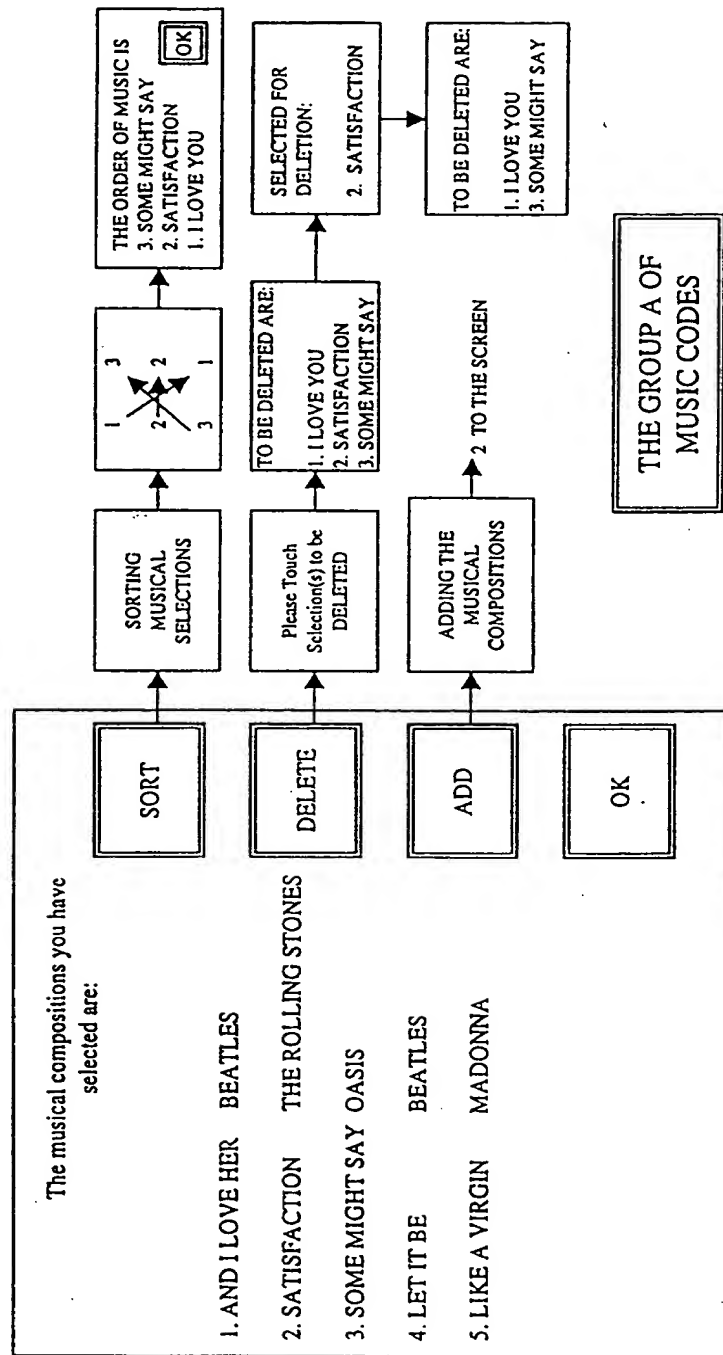 The musical compositions you have
selected are:
1. AND I LOVE HER BEATLES
2. SATISFACTION THE ROLLING STONES
3. SOME MIGHT SAY OASIS
4. LET IT BE BEATLES
5. LIKE A VIRGIN MADONNA
SORT
DELETE
ADD
OK
SORTING
MUSICAL
SELECTIONS
1 3
2 2
3 1
THE ORDER OF MUSIC IS
3. SOME MIGHT SAY
2. SATISFACTION
1. I LOVE YOU
OK
Please Touch
Selection(s) to be
DELETED
TO BE DELETED ARE:
1. I LOVE YOU
2. SATISFACTION
3. SOME MIGHT SAY
SELECTED FOR
DELETION:
2. SATISFACTION
TO BE DELETED ARE:
1. I LOVE YOU
3. SOME MIGHT SAY
ADDING THE
MUSICAL
COMPOSITIONS
2 TO THE SCREEN
THE GROUP A OF
MUSIC CODES